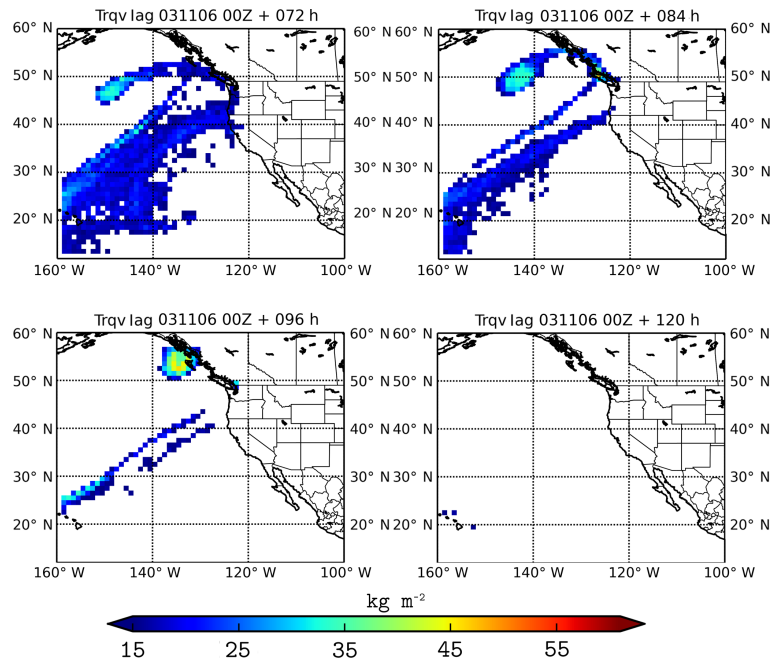 Trqv lag 031106 00Z + 072 h
Trqv lag 031106 00Z + 084 h
60° N
60° N
60° N
60° N
50° N
50° N
50° N
50° N
40° N
40° N
40° N
40° N
30° N
30° N
30° N
30° N
20° N
20° N
20° N
20° N
160° W
140° W
120° W
100° W
160° W
140° W
120° W
100° W
Trqv lag 031106 00Z + 096 h
Trqv lag 031106 00Z + 120 h
60° N
60° N
60° N
60° N
50° N
50° N
50° N
50° N
40° N
40° N
40° N
40° N
30° N
30° N
30° N
30° N
20° N
20° N
20° N
20° N
160° W
140° W
120° W
100° W
160° W
140° W
120° W
100° W
kg m⁻²
15 25 35 45 55